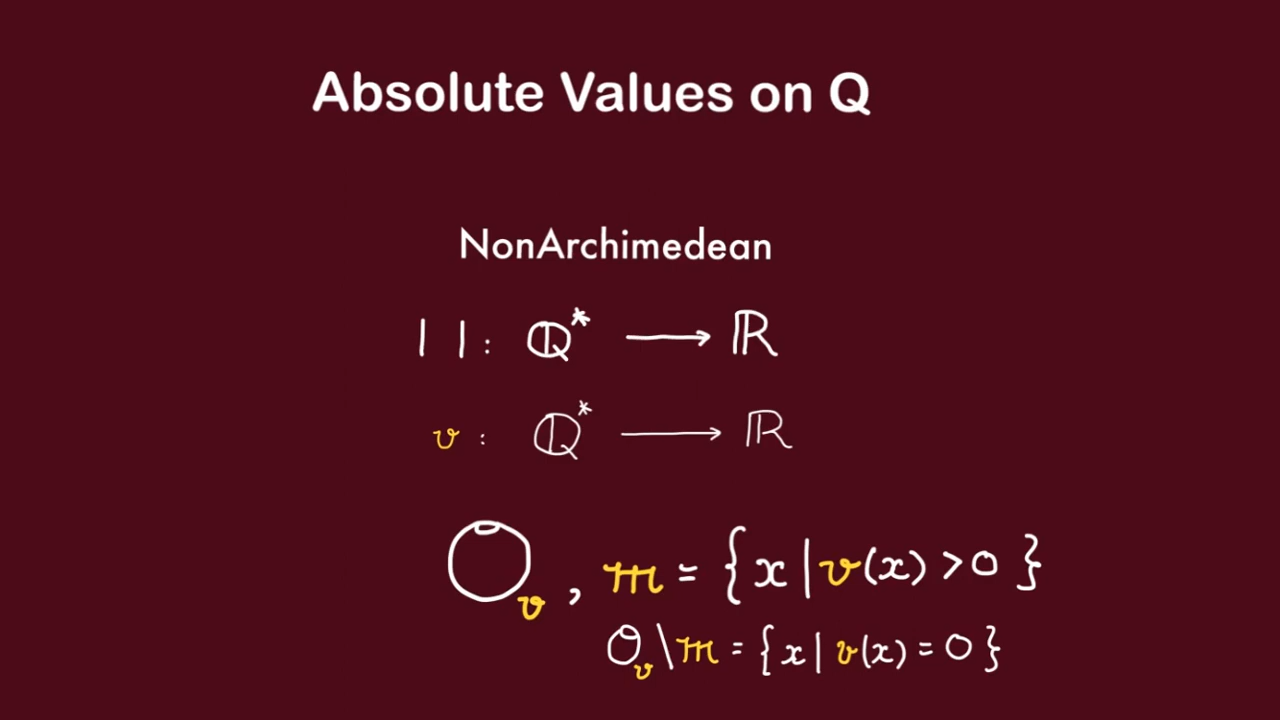 Absolute Values on Q
NonArchimedean
| | : ℚ* ⟶ ℝ
v : ℚ* ⟶ ℝ
O_v , m = { x | v(x) > 0 }
O_v \ m = { x | v(x) = 0 }